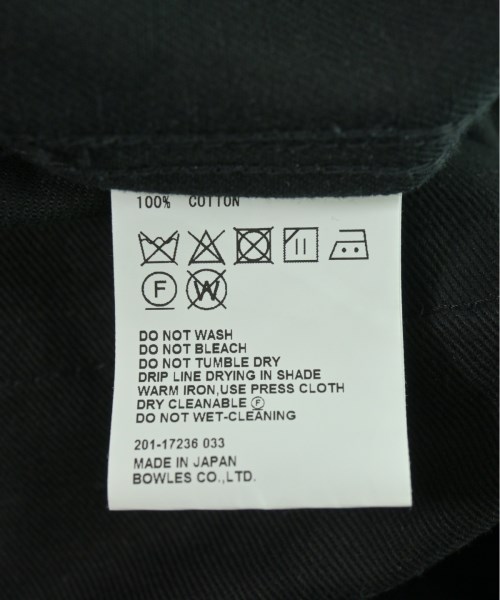 100% COTTON
F W
DO NOT WASH
DO NOT BLEACH
DO NOT TUMBLE DRY
DRIP LINE DRYING IN SHADE
WARM IRON,USE PRESS CLOTH
DRY CLEANABLE Ⓕ
DO NOT WET-CLEANING
201-17236 033
MADE IN JAPAN
BOWLES CO.,LTD.